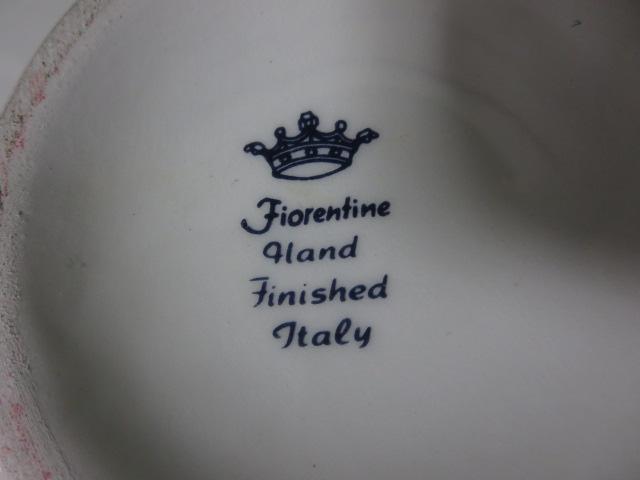 Fiorentine
Hand
Finished
Italy